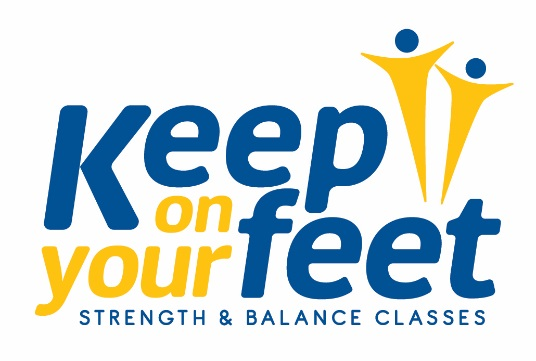 Keep
on
your feet
STRENGTH & BALANCE CLASSES